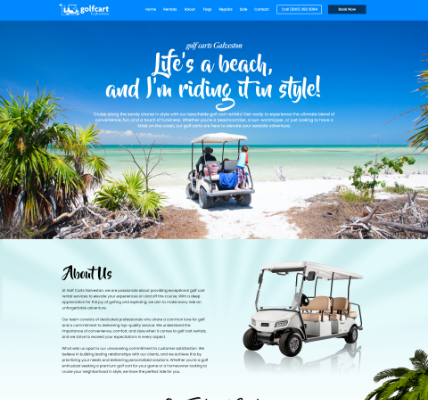 golfcart
Galveston
Home Rentals About Faqs Repairs Sale Contact
Book Now
golf carts Galveston
Life's a beach,
and I'm riding it in style!
Cruise along the sandy shores in style with our beachside golf cart rentals! Get ready to experience the ultimate blend of
convenience, fun, and a touch of luxury. Whether you're a beachcomber, a sun-worshipper, or just looking to have a
blast on the coast, our golf carts are here to elevate your seaside adventure.
About Us
At Golf Carts Galveston, we are passionate about providing exceptional golf cart
rental services to elevate your experiences on and off the course. With a deep
appreciation for the joy of golfing and exploring, we aim to make every ride an
unforgettable adventure.
Our team consists of dedicated professionals who share a common love for golf
and a commitment to delivering top-quality service. We understand the
importance of convenience, comfort, and style when it comes to golf cart rentals,
and we strive to exceed your expectations in every aspect.
What sets us apart is our unwavering commitment to customer satisfaction. We
believe in building lasting relationships with our clients, and we achieve this by
prioritizing your needs and delivering personalized solutions. Whether you're a golf
enthusiast seeking a premium golf cart for your game or a homeowner looking to
cruise your neighborhood in style, we have the perfect ride for you.